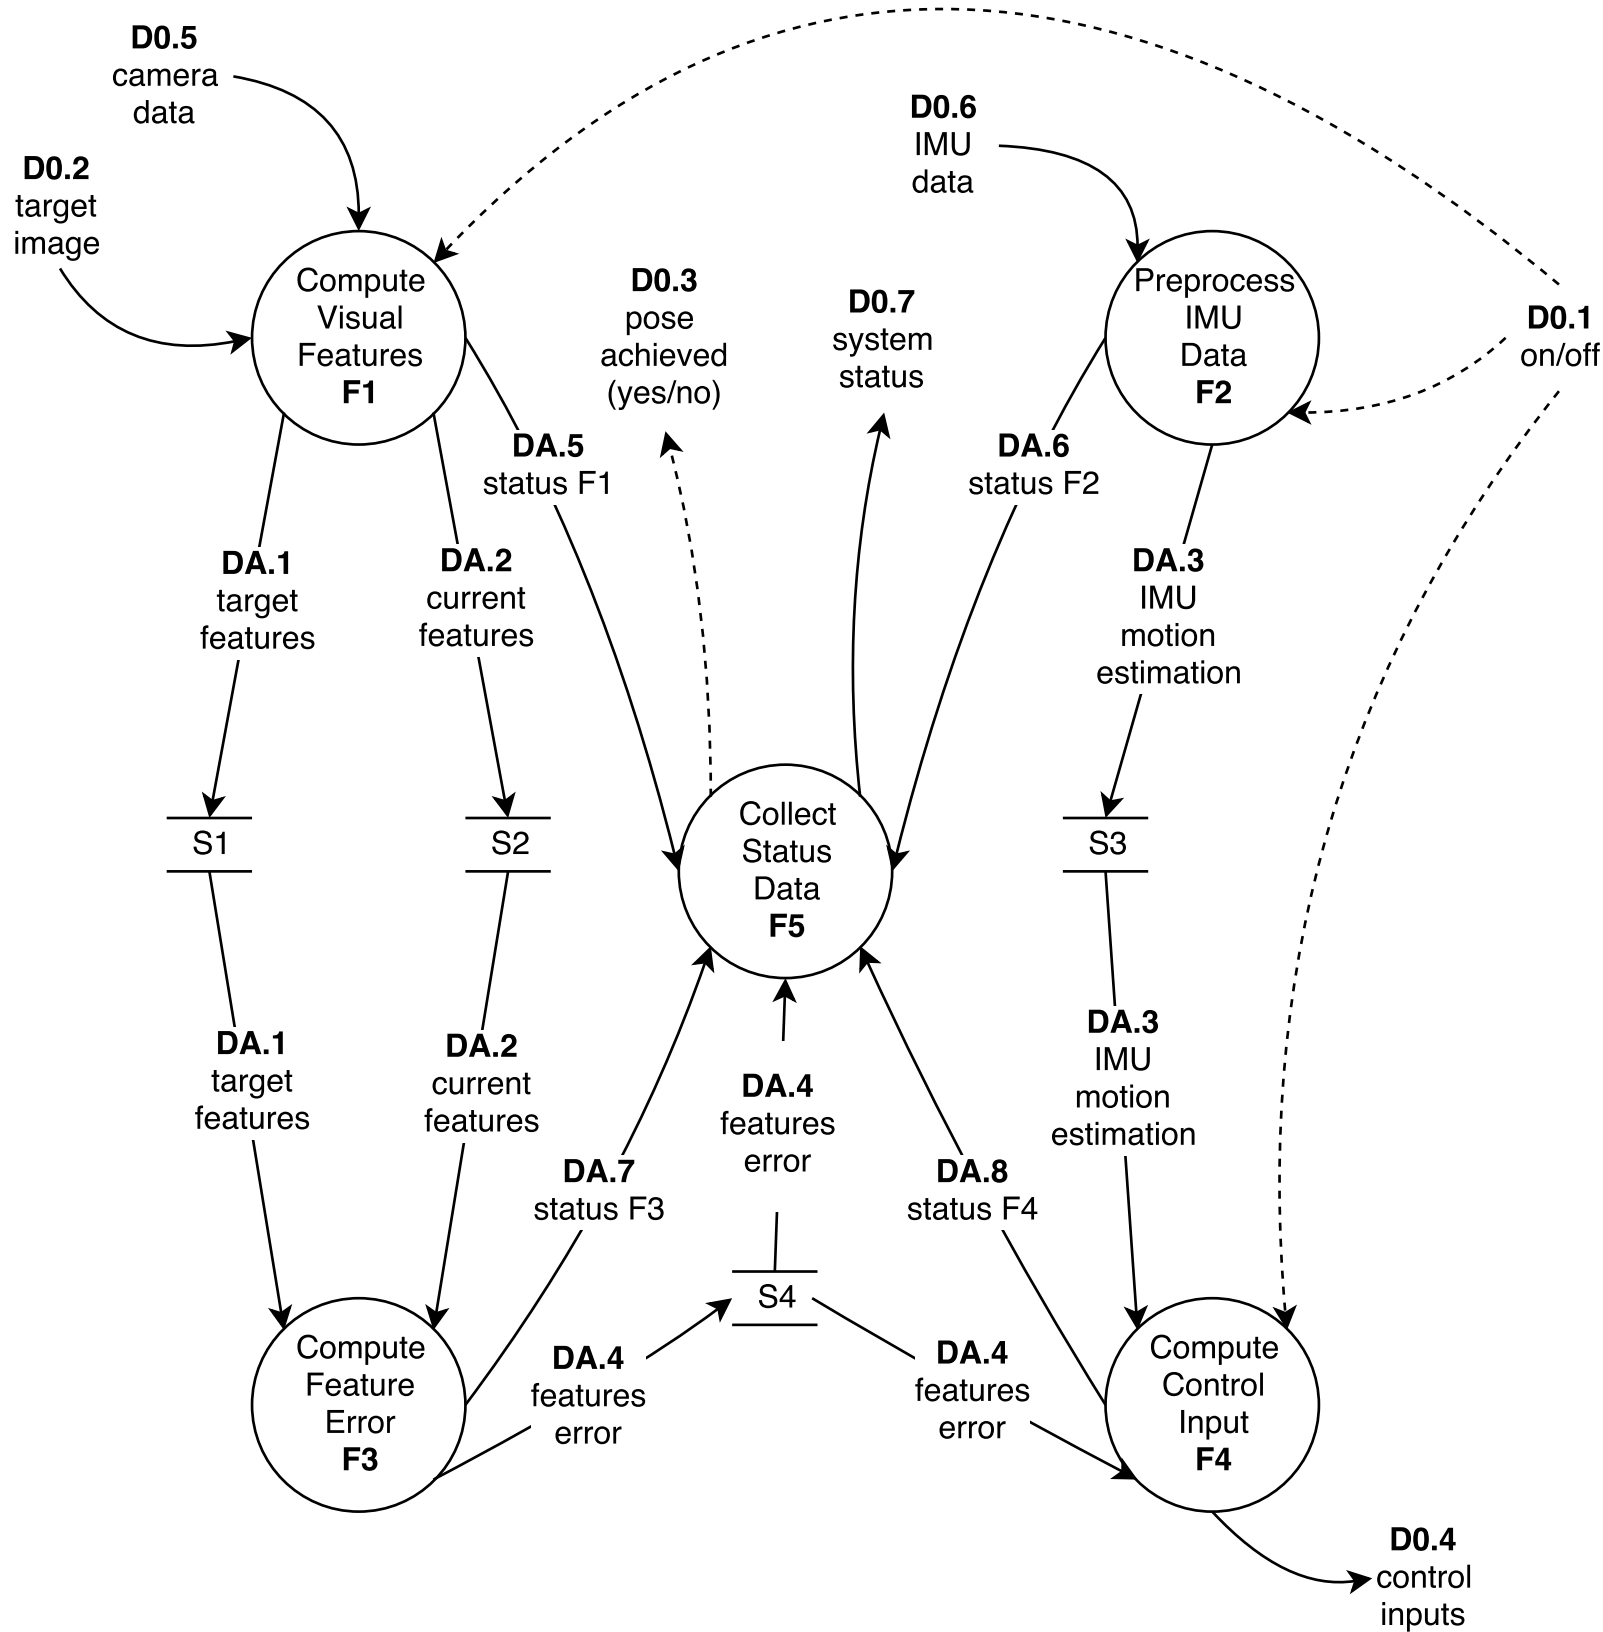 D0.5
camera
data
D0.2
target
image
D0.6
IMU
data
D0.1
on/off
Compute
Visual
Features
F1
D0.3
pose
achieved
(yes/no)
D0.7
system
status
Preprocess
IMU
Data
F2
DA.5
status F1
DA.6
status F2
DA.1
target
features
DA.2
current
features
DA.3
IMU
motion
estimation
S1
S2
Collect
Status
Data
F5
S3
DA.1
target
features
DA.2
current
features
DA.3
IMU
motion
estimation
DA.7
status F3
DA.4
features
error
DA.8
status F4
S4
Compute
Feature
Error
F3
DA.4
features
error
DA.4
features
error
Compute
Control
Input
F4
D0.4
control
inputs